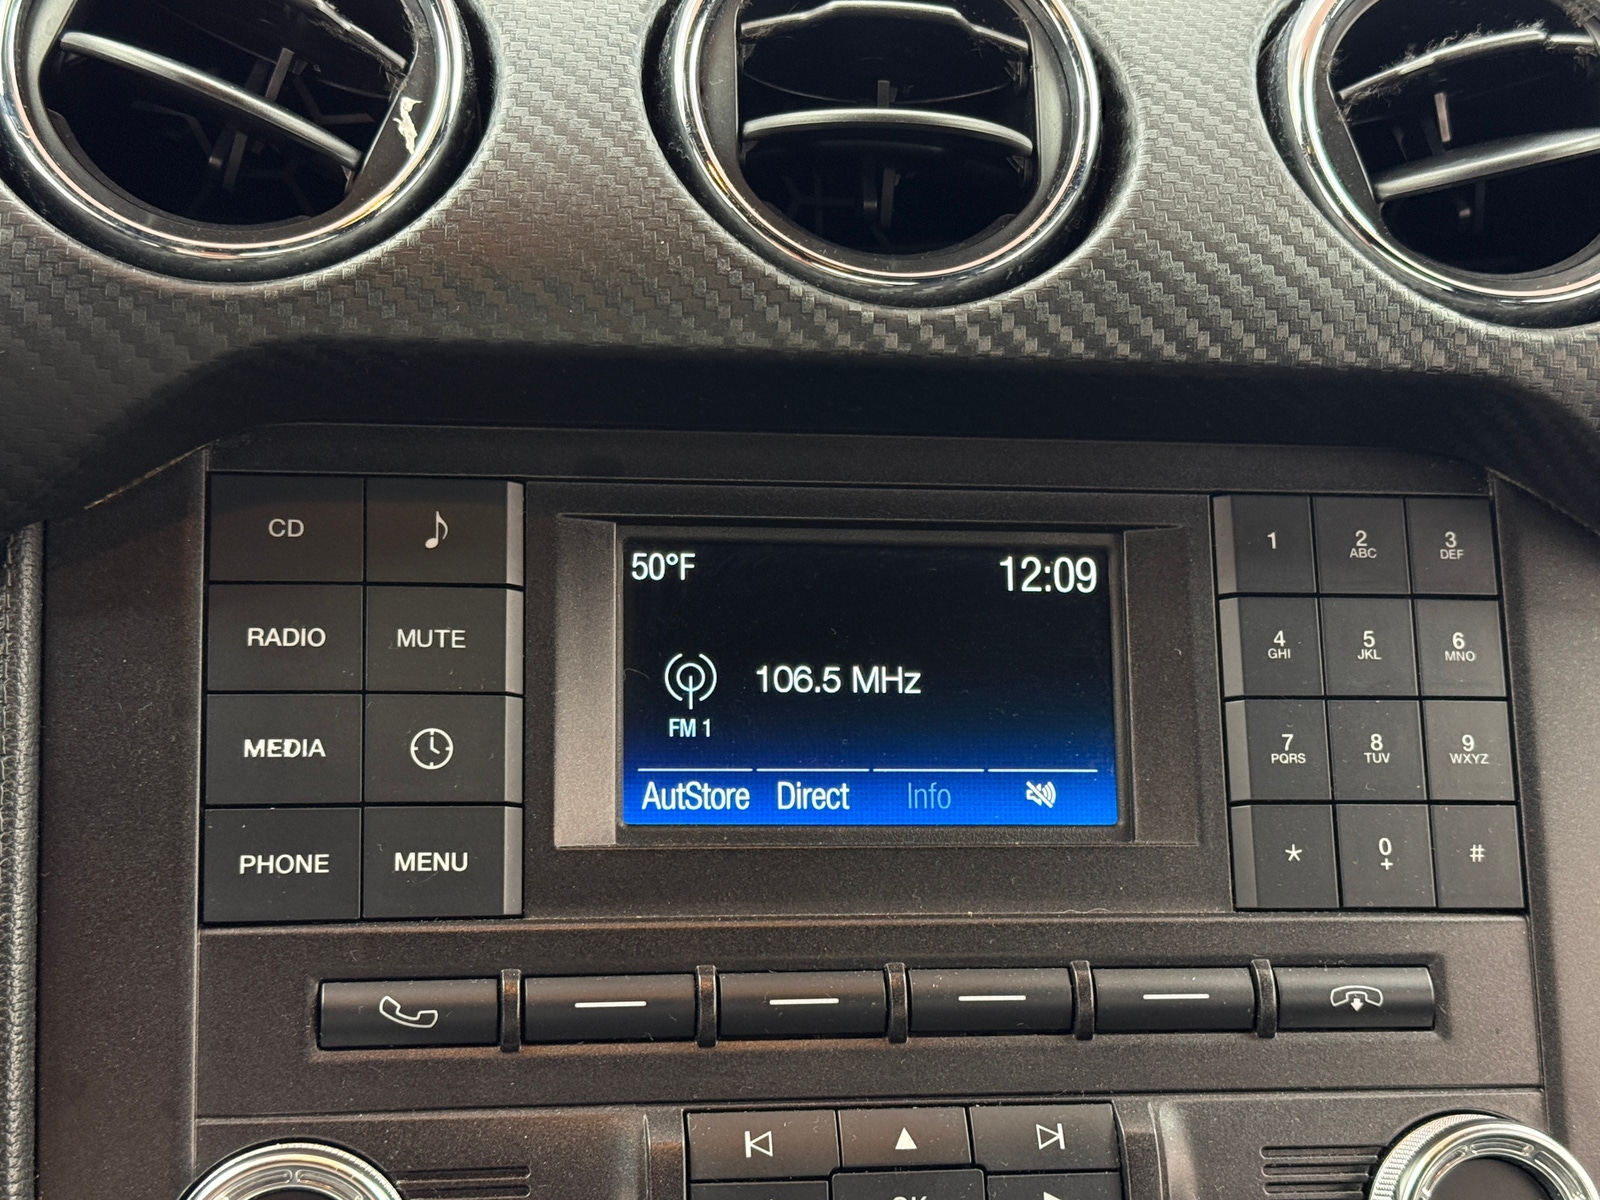 CD
RADIO
MUTE
MEDIA
PHONE
MENU
50°F
12:09
106.5 MHz
FM 1
AutStore
Direct
Info
1
2
ABC
3
DEF
4
GHI
5
JKL
6
MNO
7
PQRS
8
TUV
9
WXYZ
*
0
+
#
OK